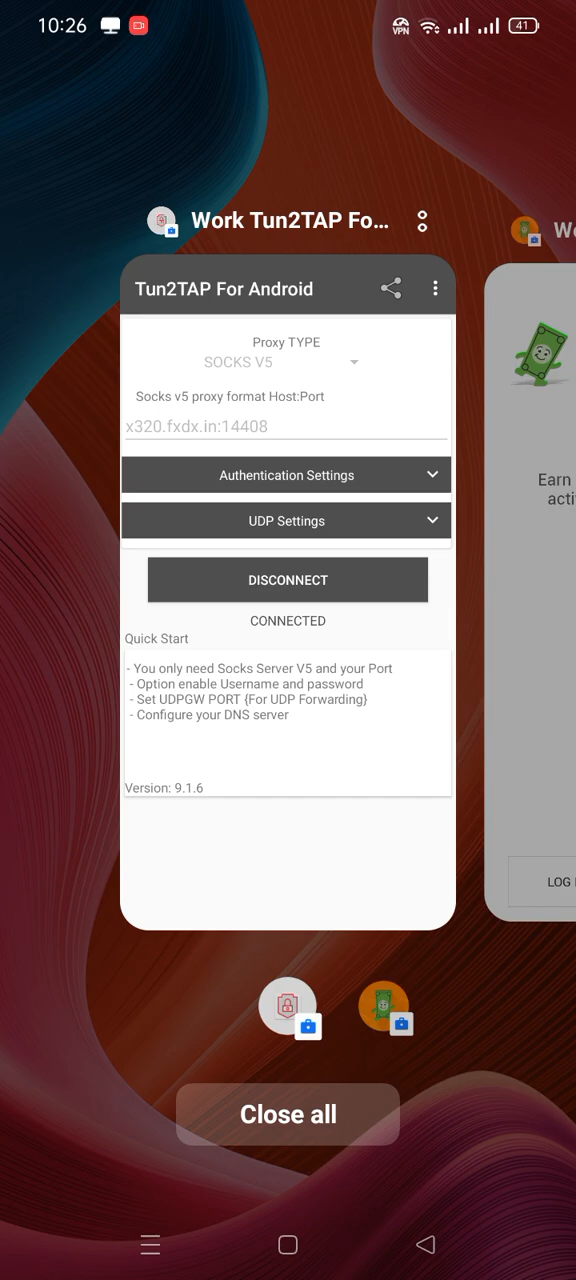 10:26
VPN
41
Work Tun2TAP Fo...
Wo
Tun2TAP For Android
Proxy TYPE
SOCKS V5
Socks v5 proxy format Host:Port
x320.fxdx.in:14408
Authentication Settings
UDP Settings
DISCONNECT
CONNECTED
Quick Start
- You only need Socks Server V5 and your Port
- Option enable Username and password
- Set UDPGW PORT {For UDP Forwarding}
- Configure your DNS server
Version: 9.1.6
Earn
acti
LOG
Close all